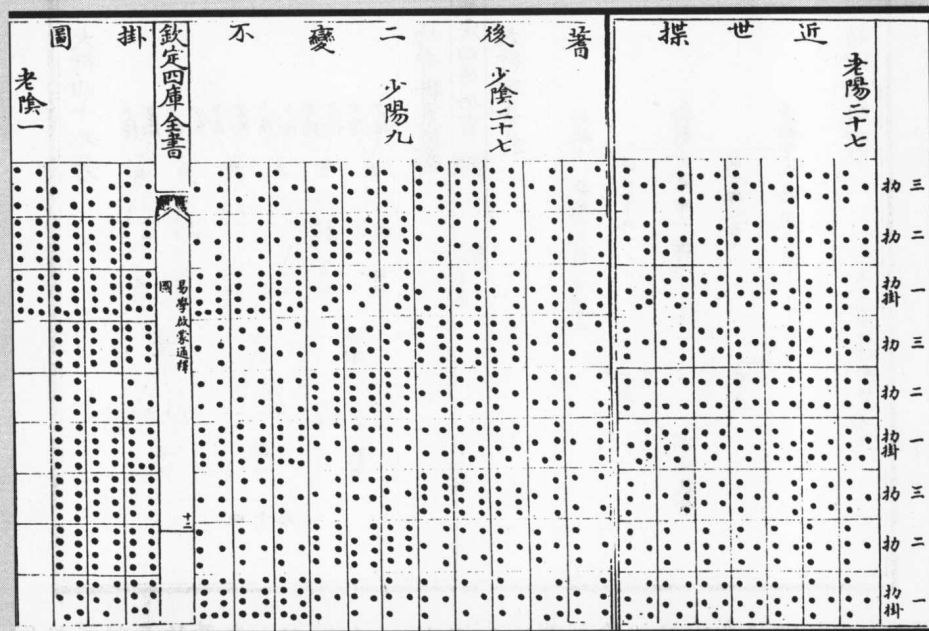 近世揲蓍後二變不掛圖
老陽二十七
少陰二十七
少陽九
老陰一
三扐
二扐
一扐掛
三扐
二扐
一扐掛
三扐
二扐
一扐掛
欽定四庫全書
易學啟蒙通釋
圖
十二